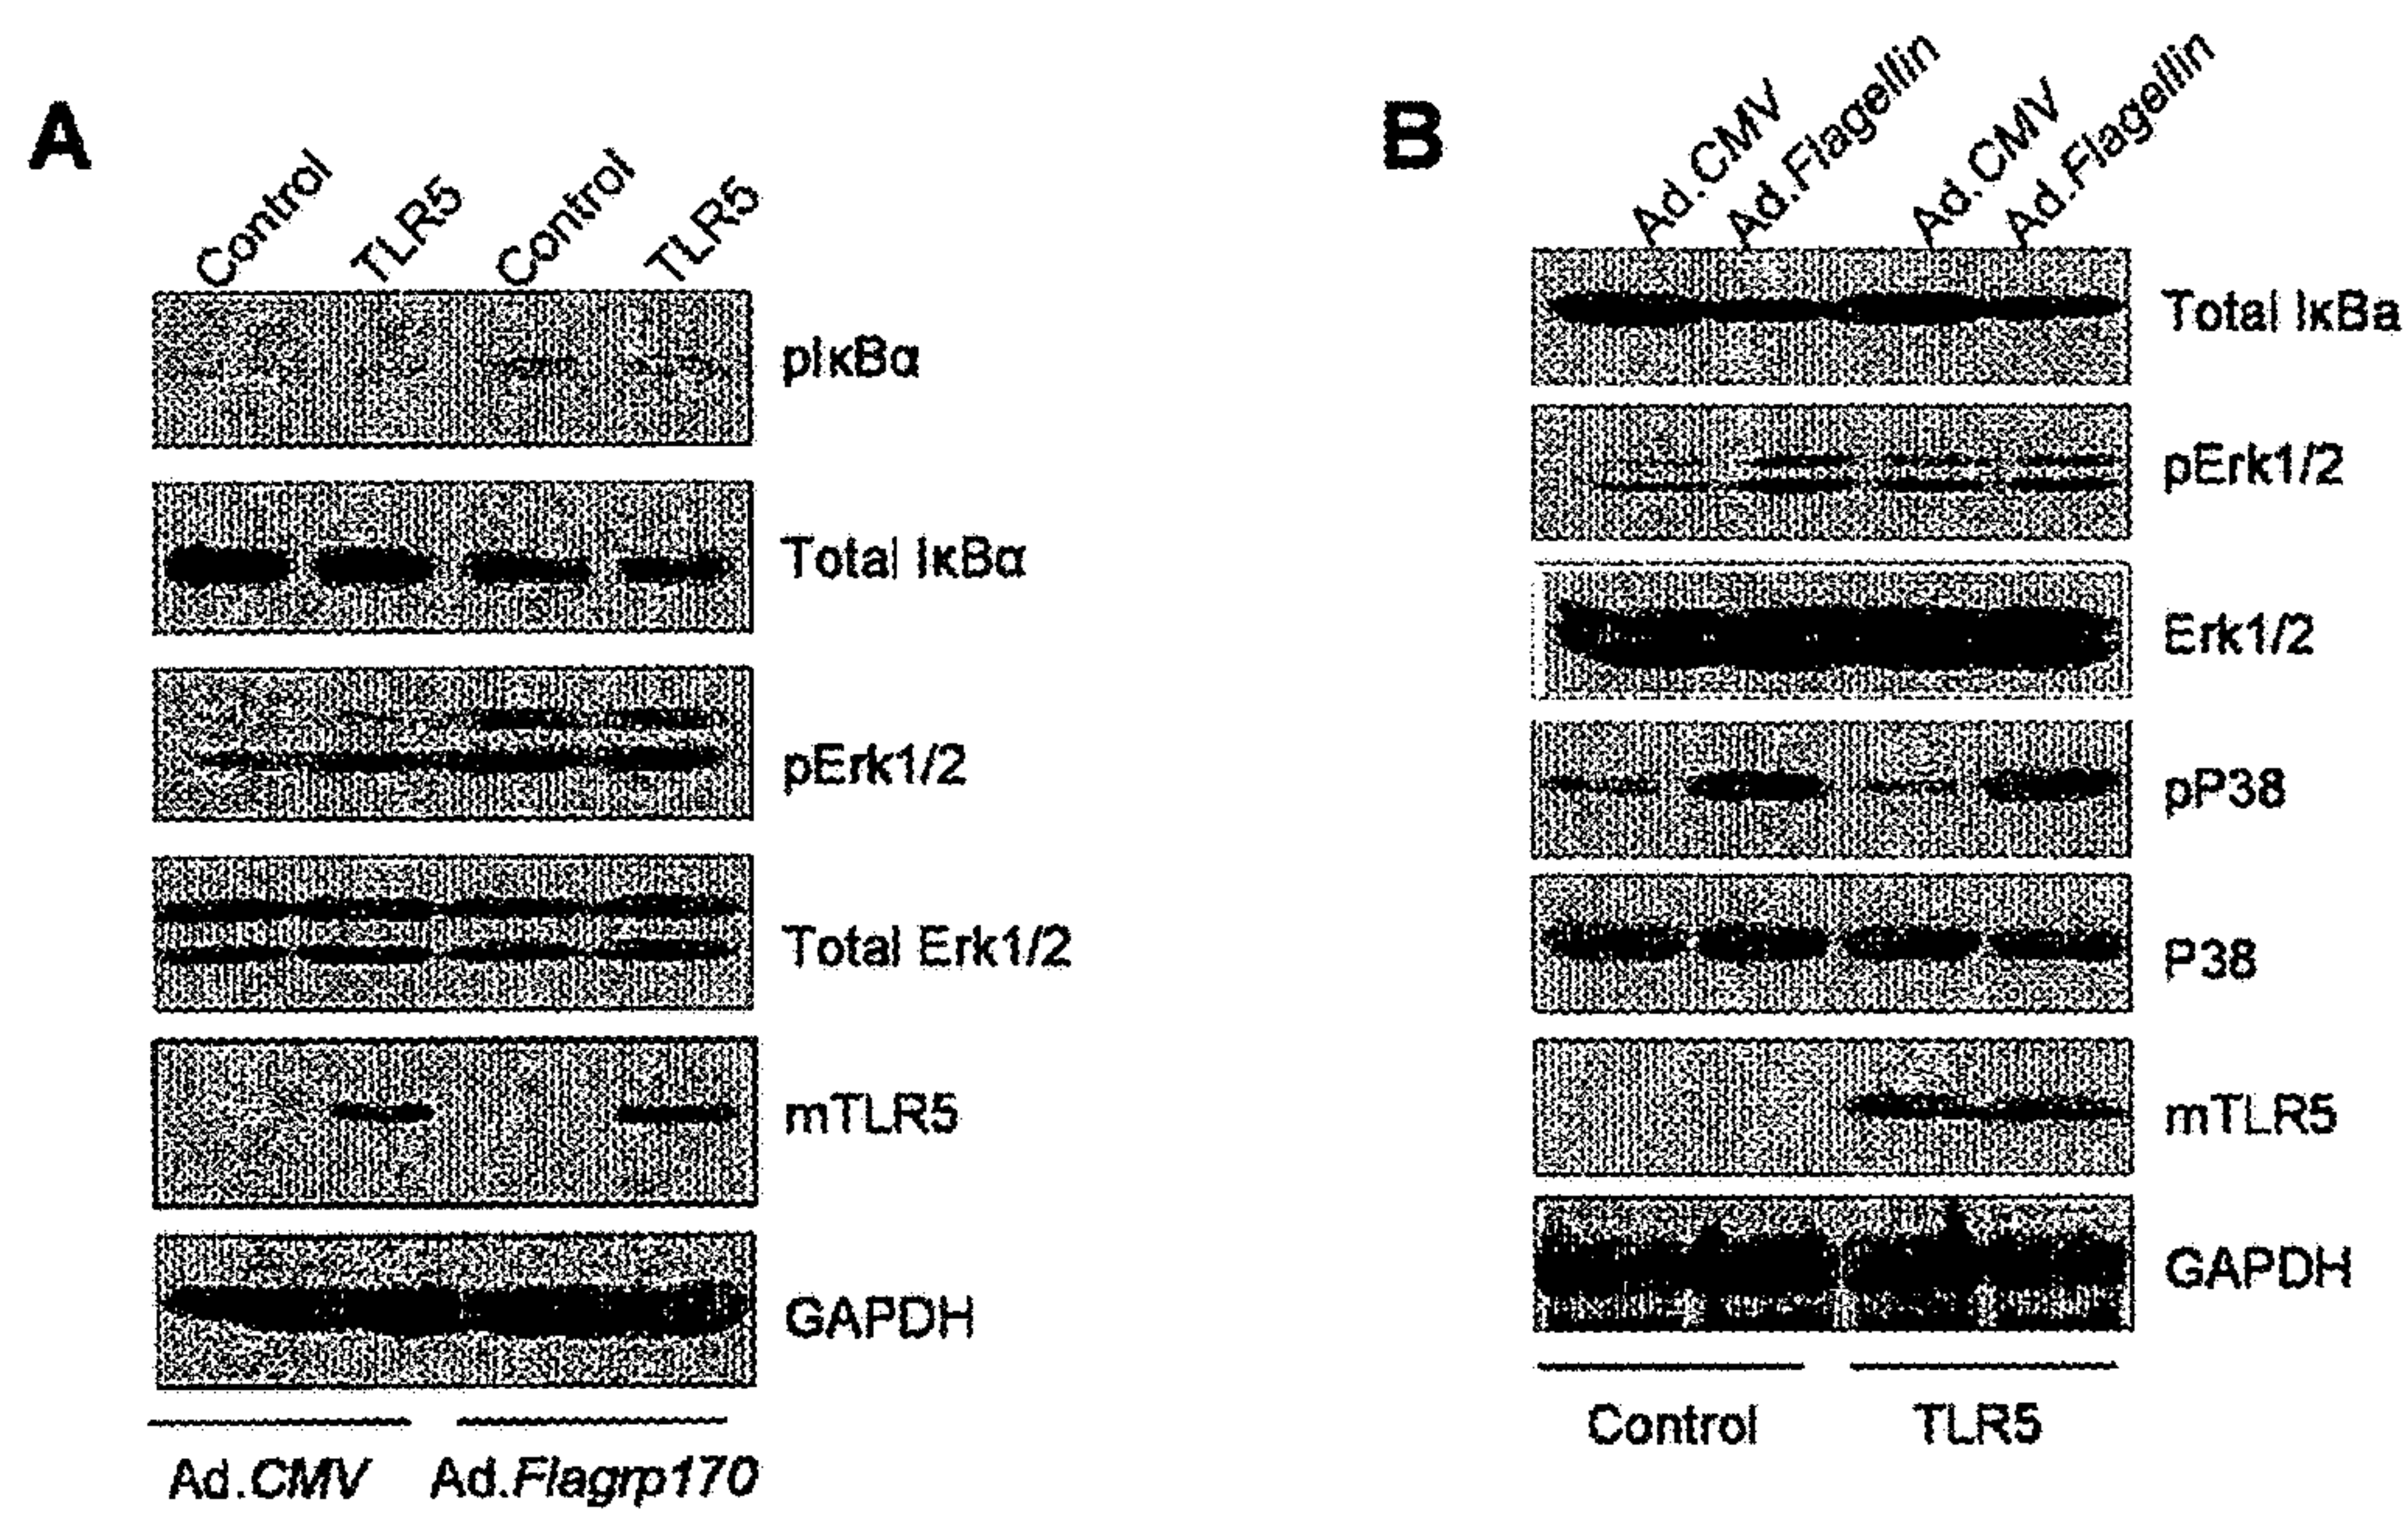 A
Control
TLR5
Control
TLR5
pIκBα
Total IκBα
pErk1/2
Total Erk1/2
mTLR5
GAPDH
Ad.CMV
Ad.Flagrp170
B
Ad.CMV
Ad.Flagellin
Ad.CMV
Ad.Flagellin
Total IκBa
pErk1/2
Erk1/2
pP38
P38
mTLR5
GAPDH
Control
TLR5